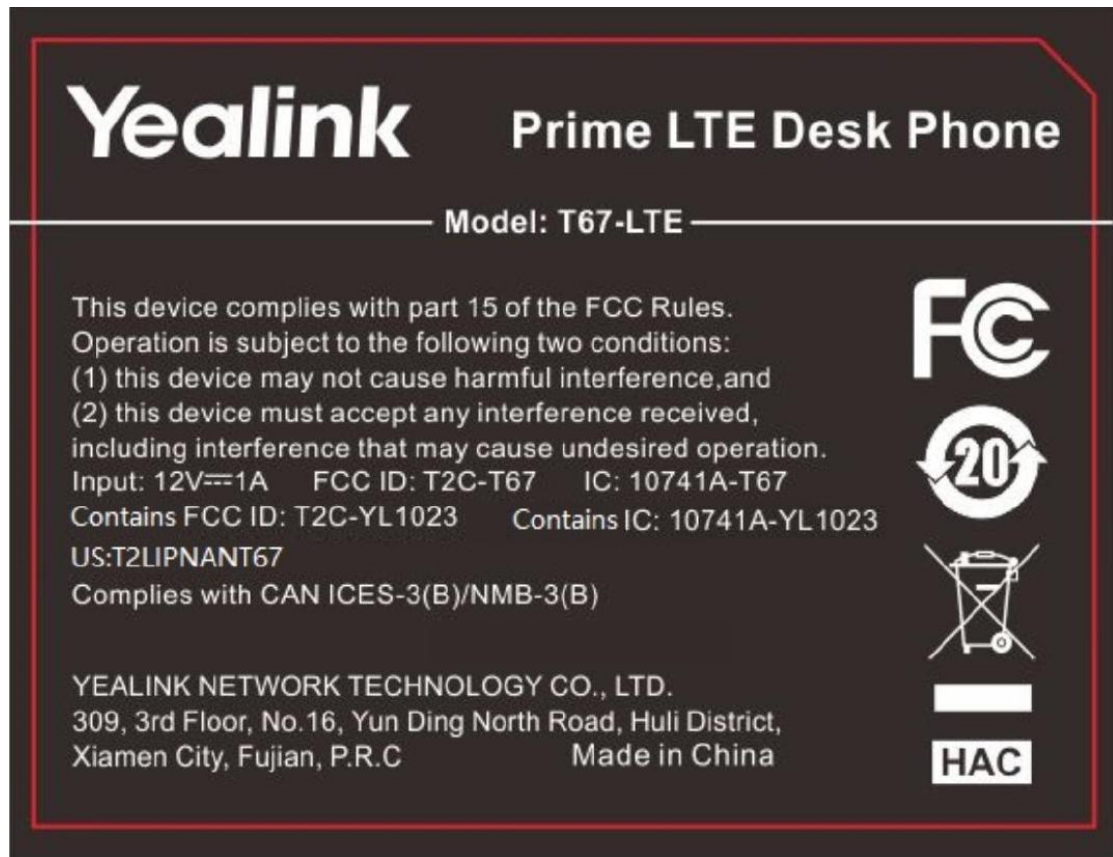 Yealink
Prime LTE Desk Phone
Model: T67-LTE
This device complies with part 15 of the FCC Rules.
Operation is subject to the following two conditions:
(1) this device may not cause harmful interference,and
(2) this device must accept any interference received,
including interference that may cause undesired operation.
Input: 12V⎓1A FCC ID: T2C-T67 IC: 10741A-T67
Contains FCC ID: T2C-YL1023 Contains IC: 10741A-YL1023
US:T2LIPNANT67
Complies with CAN ICES-3(B)/NMB-3(B)
YEALINK NETWORK TECHNOLOGY CO., LTD.
309, 3rd Floor, No.16, Yun Ding North Road, Huli District,
Xiamen City, Fujian, P.R.C Made in China
FC
20
HAC